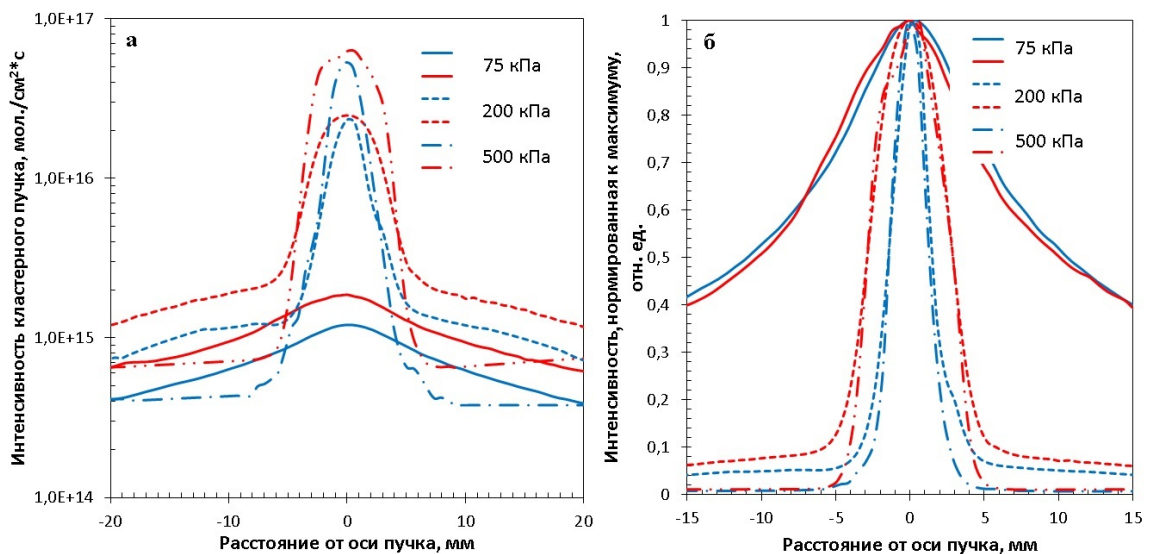 а
Интенсивность кластерного пучка, мол./см²*с
1,0E+17
1,0E+16
1,0E+15
1,0E+14
75 кПа
200 кПа
500 кПа
-20
-10
0
10
20
Расстояние от оси пучка, мм
б
Интенсивность,нормированная к максимуму,
отн. ед.
1
0,9
0,8
0,7
0,6
0,5
0,4
0,3
0,2
0,1
0
75 кПа
200 кПа
500 кПа
-15
-10
-5
0
5
10
15
Расстояние от оси пучка, мм